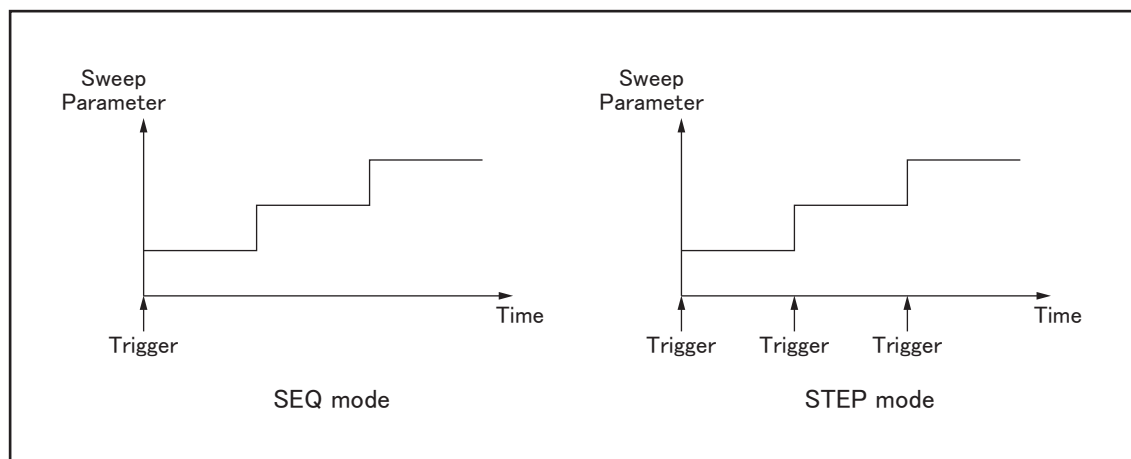 Sweep
Parameter
Time
Trigger
SEQ mode
Sweep
Parameter
Time
Trigger Trigger Trigger
STEP mode